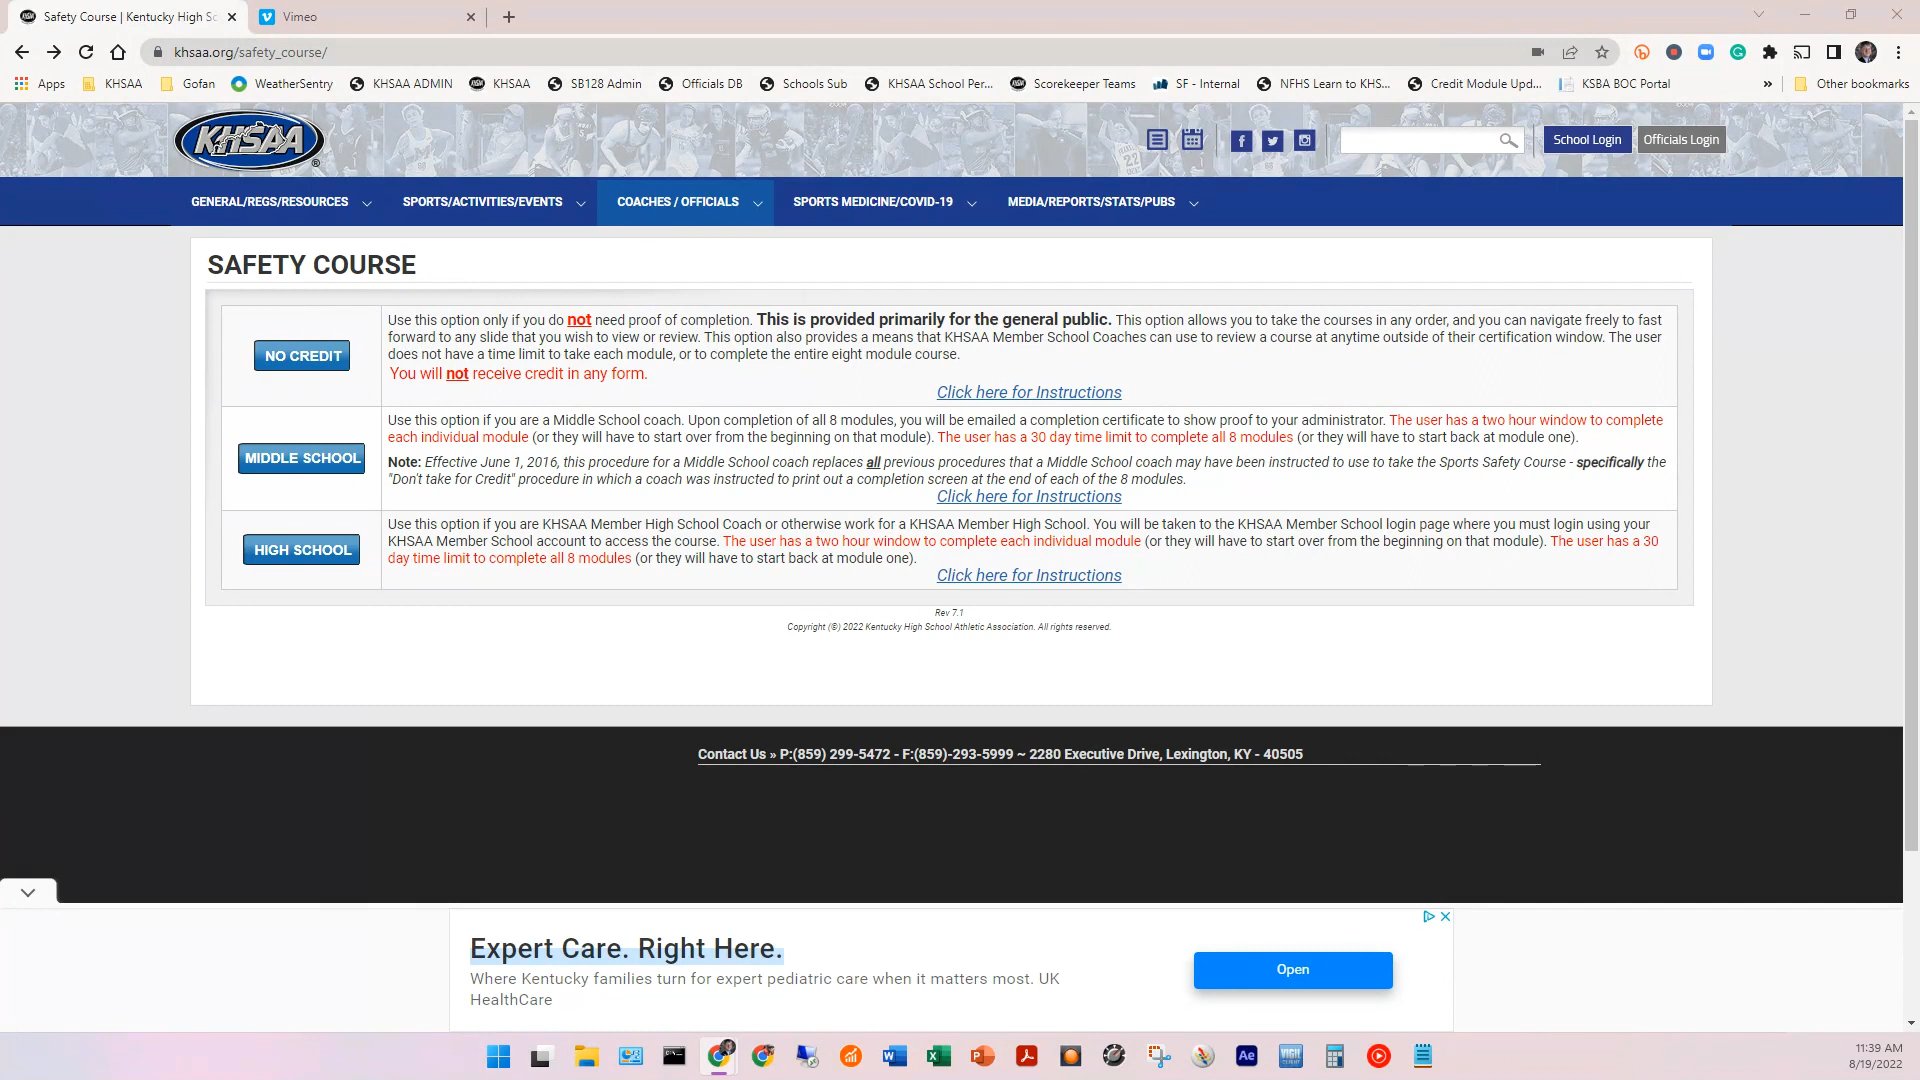 Safety Course | Kentucky High Sc
Vimeo
khsaa.org/safety_course/
Apps KHSAA Gofan WeatherSentry KHSAA ADMIN KHSAA SB128 Admin Officials DB Schools Sub KHSAA School Per... Scorekeeper Teams SF - Internal NFHS Learn to KHS... Credit Module Upd... KSBA BOC Portal » Other bookmarks
KHSAA
School Login Officials Login
GENERAL/REGS/RESOURCES SPORTS/ACTIVITIES/EVENTS COACHES / OFFICIALS SPORTS MEDICINE/COVID-19 MEDIA/REPORTS/STATS/PUBS
SAFETY COURSE
NO CREDIT
Use this option only if you do not need proof of completion. This is provided primarily for the general public. This option allows you to take the courses in any order, and you can navigate freely to fast
forward to any slide that you wish to view or review. This option also provides a means that KHSAA Member School Coaches can use to review a course at anytime outside of their certification window. The user
does not have a time limit to take each module, or to complete the entire eight module course.
You will not receive credit in any form.
Click here for Instructions
MIDDLE SCHOOL
Use this option if you are a Middle School coach. Upon completion of all 8 modules, you will be emailed a completion certificate to show proof to your administrator. The user has a two hour window to complete
each individual module (or they will have to start over from the beginning on that module). The user has a 30 day time limit to complete all 8 modules (or they will have to start back at module one).
Note: Effective June 1, 2016, this procedure for a Middle School coach replaces all previous procedures that a Middle School coach may have been instructed to use to take the Sports Safety Course - specifically the
"Don't take for Credit" procedure in which a coach was instructed to print out a completion screen at the end of each of the 8 modules.
Click here for Instructions
HIGH SCHOOL
Use this option if you are KHSAA Member High School Coach or otherwise work for a KHSAA Member High School. You will be taken to the KHSAA Member School login page where you must login using your
KHSAA Member School account to access the course. The user has a two hour window to complete each individual module (or they will have to start over from the beginning on that module). The user has a 30
day time limit to complete all 8 modules (or they will have to start back at module one).
Click here for Instructions
Rev 7.1
Copyright (©) 2022 Kentucky High School Athletic Association. All rights reserved.
Contact Us » P:(859) 299-5472 - F:(859)-293-5999 ~ 2280 Executive Drive, Lexington, KY - 40505
Expert Care. Right Here.
Where Kentucky families turn for expert pediatric care when it matters most. UK
HealthCare
Open
11:39 AM
8/19/2022